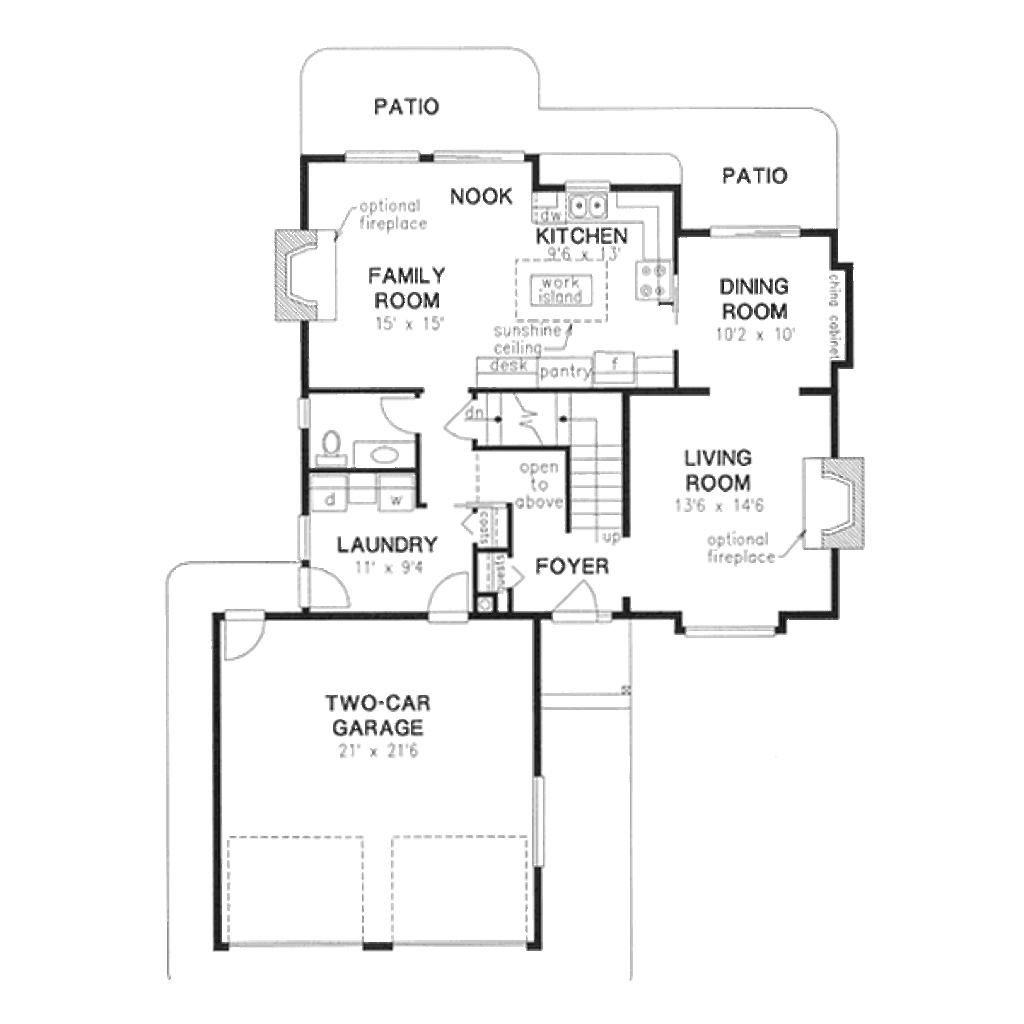 PATIO
PATIO
NOOK
optional
fireplace
dw
KITCHEN
9'6 x 13'
FAMILY
ROOM
15' x 15'
work
island
DINING
ROOM
10'2 x 10'
china cabinet
sunshine
ceiling
desk
pantry
f
dn
open
to
above
LIVING
ROOM
13'6 x 14'6
optional
fireplace
d
w
coats
up
LAUNDRY
11' x 9'4
guests
FOYER
TWO-CAR
GARAGE
21' x 21'6